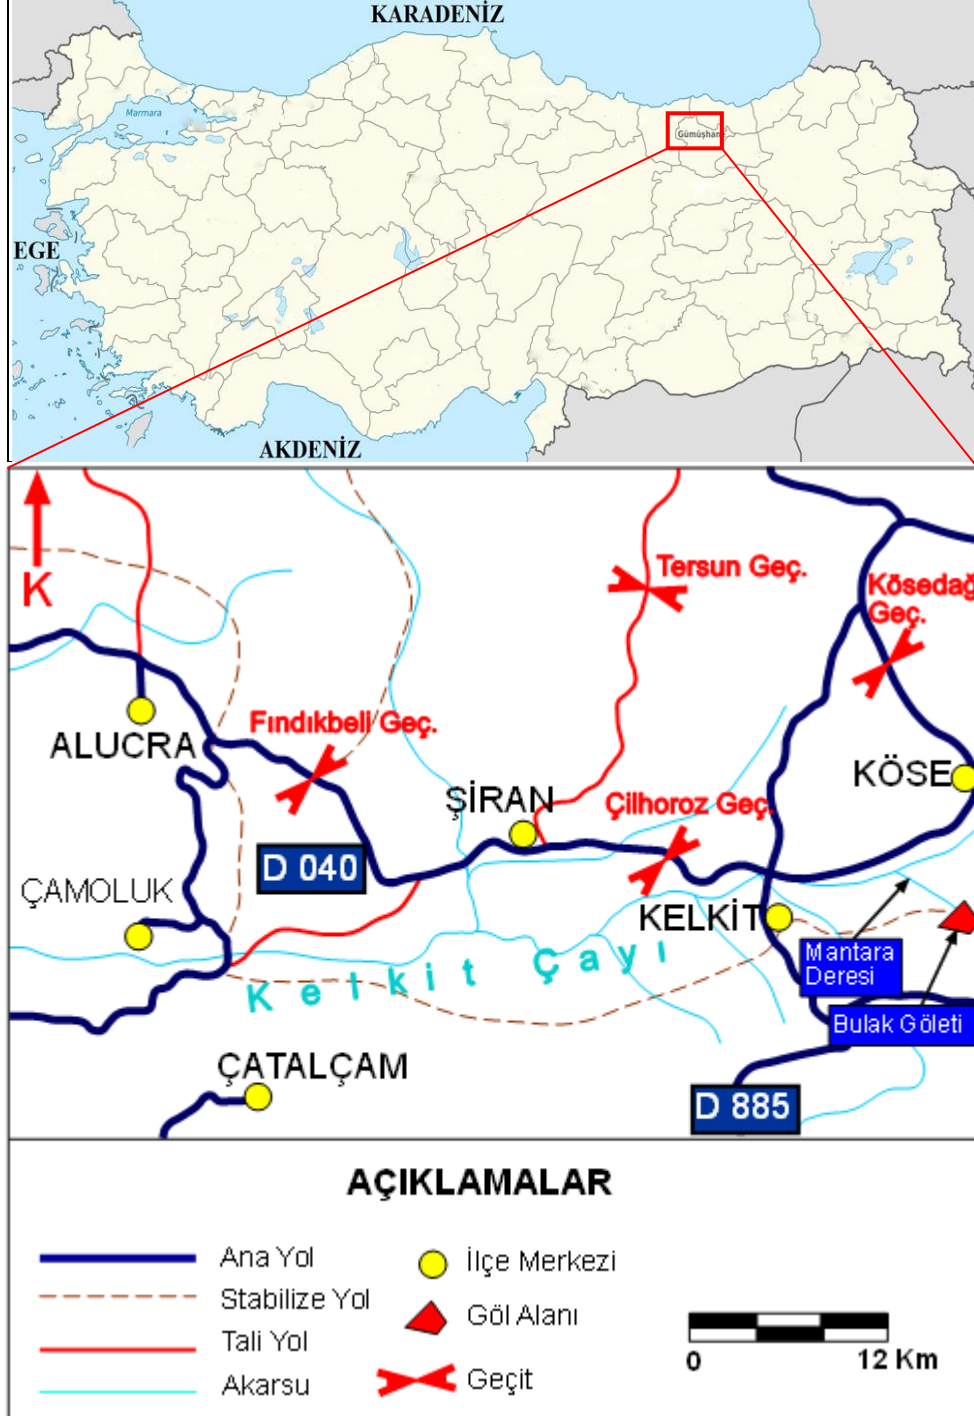 KARADENİZ
Marmara
Gümüşhan
EGE
AKDENİZ
K
Tersun Geç.
Kösedağ
Geç.
Fındıkbeli Geç.
ALUCRA
KÖSE
ŞİRAN
Çilhoroz Geç.
D 040
ÇAMOLUK
KELKİT
Mantara
Deresi
Kelkit Çayı
Bulak Göleti
ÇATALÇAM
D 885
AÇIKLAMALAR
Ana Yol
İlçe Merkezi
Stabilize Yol
Göl Alanı
Tali Yol
0 12 Km
Akarsu
Geçit